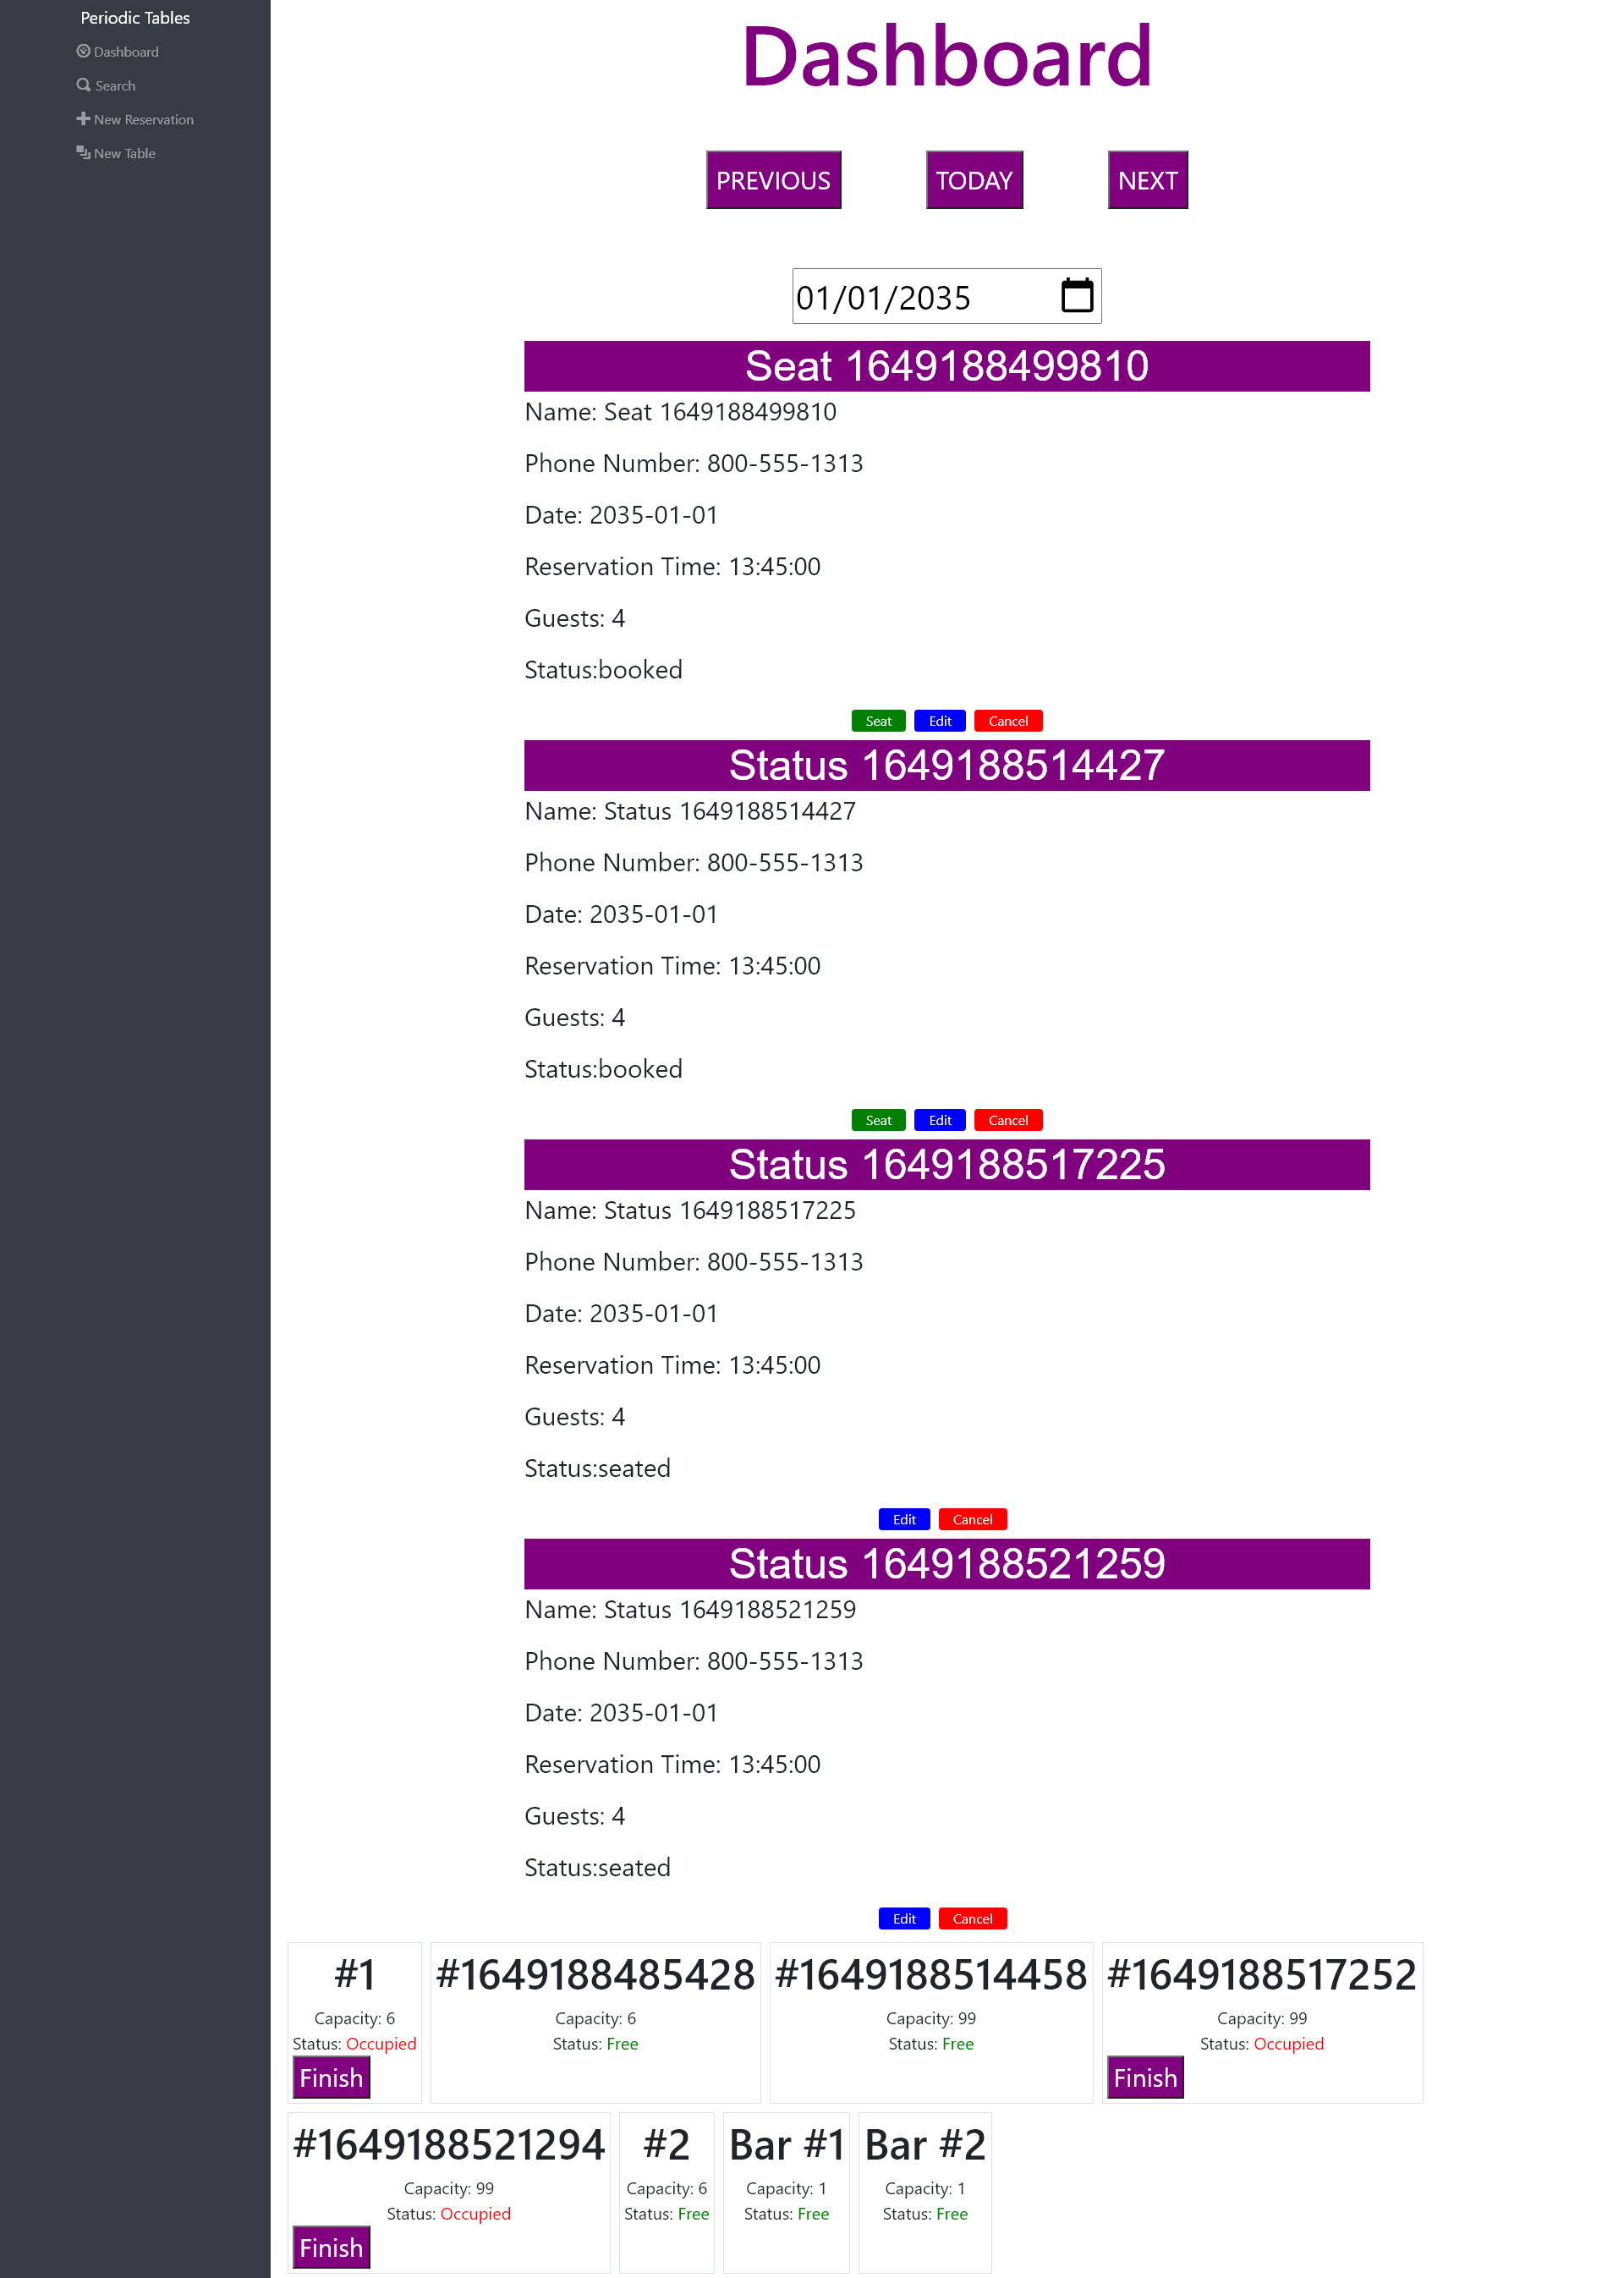 Periodic Tables
Dashboard
Search
New Reservation
New Table
Dashboard
PREVIOUS
TODAY
NEXT
01/01/2035
Seat 1649188499810
Name: Seat 1649188499810
Phone Number: 800-555-1313
Date: 2035-01-01
Reservation Time: 13:45:00
Guests: 4
Status:booked
Seat Edit Cancel
Status 1649188514427
Name: Status 1649188514427
Phone Number: 800-555-1313
Date: 2035-01-01
Reservation Time: 13:45:00
Guests: 4
Status:booked
Seat Edit Cancel
Status 1649188517225
Name: Status 1649188517225
Phone Number: 800-555-1313
Date: 2035-01-01
Reservation Time: 13:45:00
Guests: 4
Status:seated
Edit Cancel
Status 1649188521259
Name: Status 1649188521259
Phone Number: 800-555-1313
Date: 2035-01-01
Reservation Time: 13:45:00
Guests: 4
Status:seated
Edit Cancel
#1
Capacity: 6
Status: Occupied
Finish
#1649188485428
Capacity: 6
Status: Free
#1649188514458
Capacity: 99
Status: Free
#1649188517252
Capacity: 99
Status: Occupied
Finish
#1649188521294
Capacity: 99
Status: Occupied
Finish
#2
Capacity: 6
Status: Free
Bar #1
Capacity: 1
Status: Free
Bar #2
Capacity: 1
Status: Free